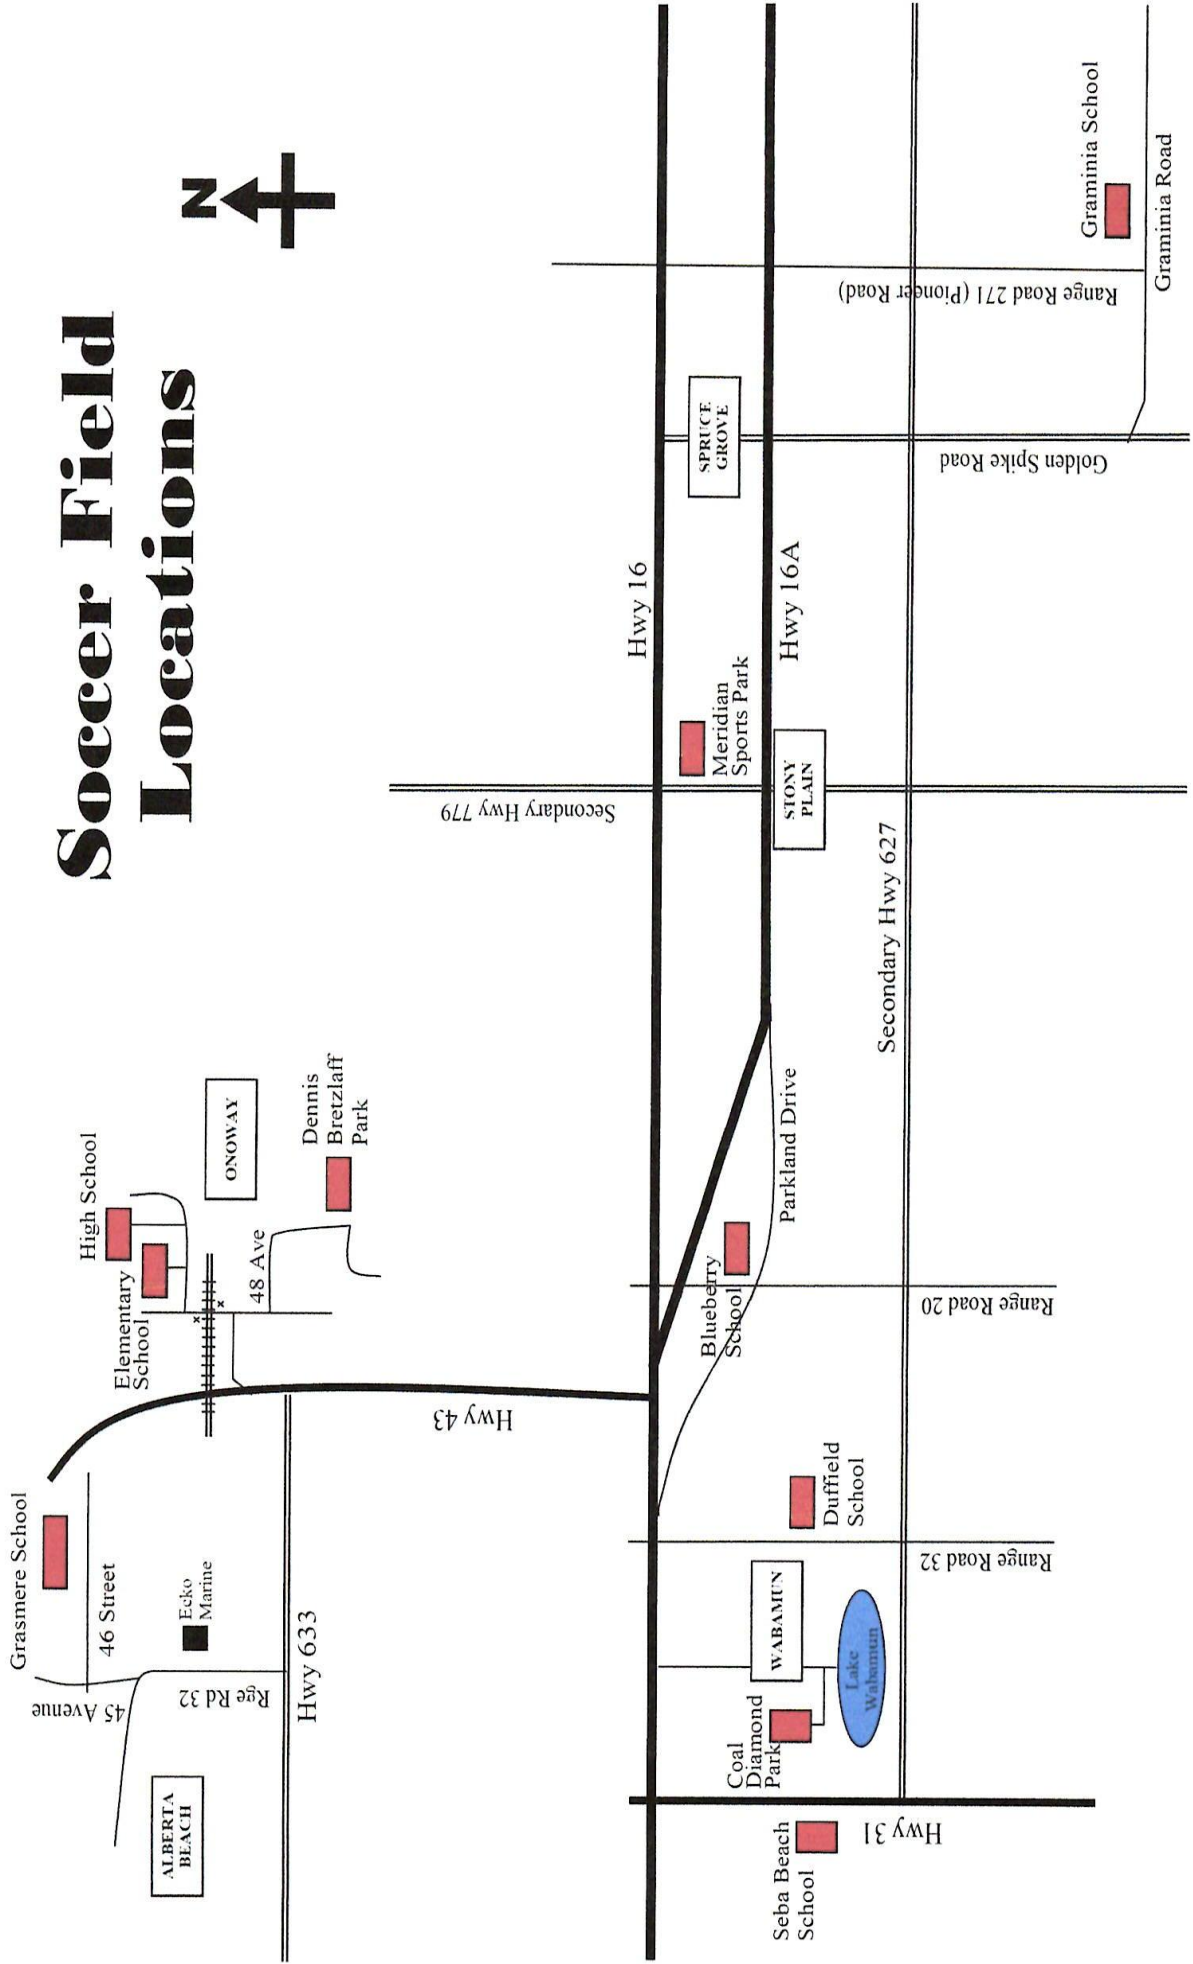 Soccer Field
Locations
N
Grasmere School
46 Street
45 Avenue
Ecko
Marine
Rge Rd 32
Hwy 633
ALBERTA
BEACH
High School
Elementary
School
ONOWAY
48 Ave
Dennis
Bretzlaff
Park
Hwy 43
Secondary Hwy 779
Hwy 16
SPRUCE
GROVE
Meridian
Sports Park
Hwy 16A
STONY
PLAIN
Blueberry
School
Parkland Drive
Range Road 20
Duffield
School
Range Road 32
WABAMUN
Coal
Diamond
Park
Lake
Wabamun
Seba Beach
School
Hwy 31
Secondary Hwy 627
Golden Spike Road
Range Road 271 (Pioneer Road)
Graminia School
Graminia Road